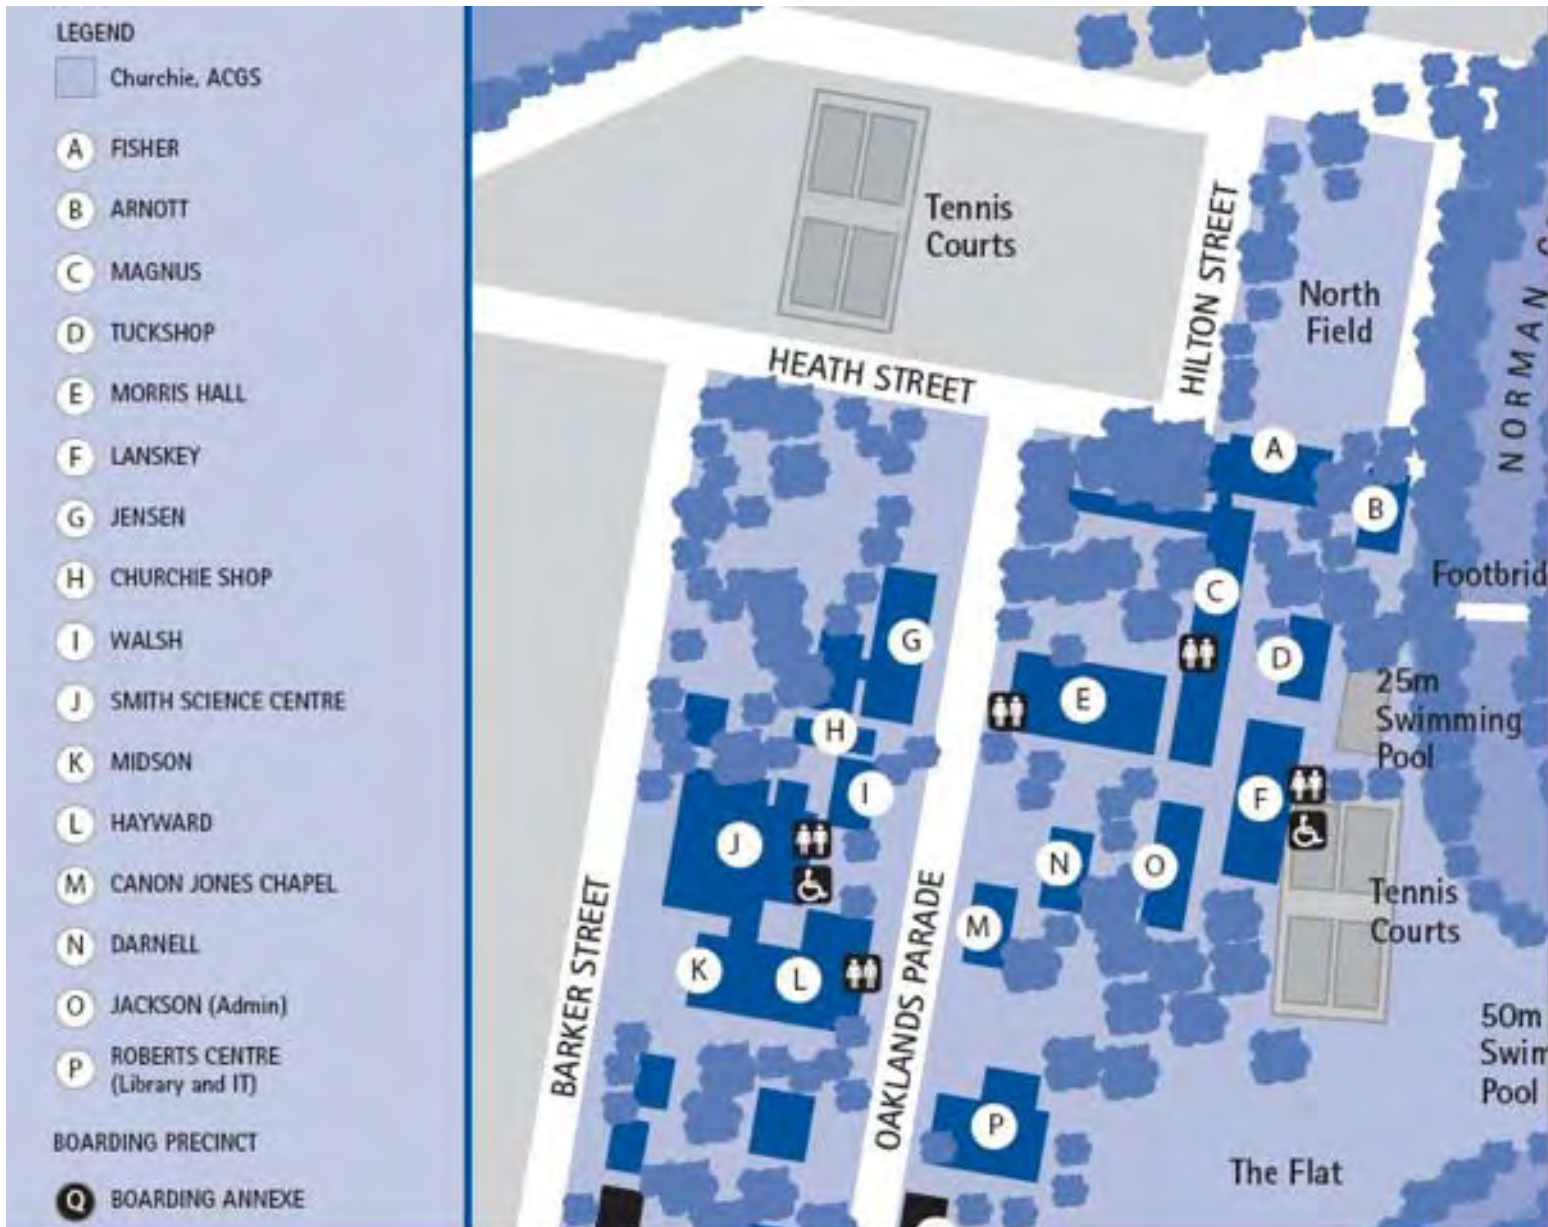 LEGEND
Churchie, ACGS
A FISHER
B ARNOTT
C MAGNUS
D TUCKSHOP
E MORRIS HALL
F LANSKEY
G JENSEN
H CHURCHIE SHOP
I WALSH
J SMITH SCIENCE CENTRE
K MIDSON
L HAYWARD
M CANON JONES CHAPEL
N DARNELL
O JACKSON (Admin)
P ROBERTS CENTRE
(Library and IT)
BOARDING PRECINCT
Q BOARDING ANNEXE
Tennis
Courts
HILTON STREET
North
Field
NORMAN
HEATH STREET
A
B
C
Footbrid
G
D
E
25m
Swimming
Pool
H
I
F
J
N
O
Tennis
Courts
M
K
L
BARKER STREET
OAKLANDS PARADE
50m
Swim
Pool
P
The Flat